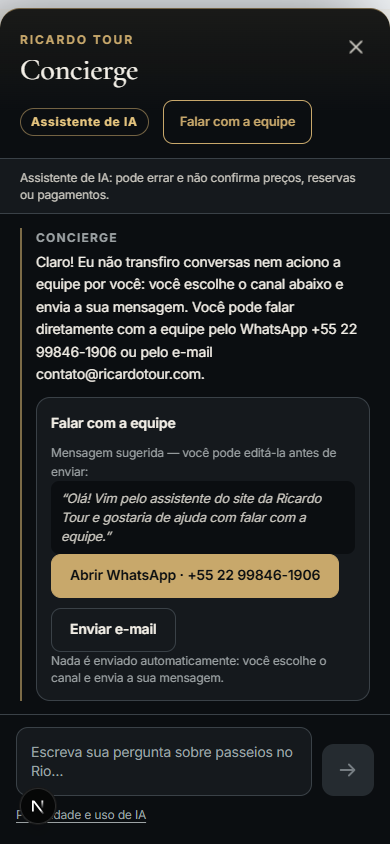 RICARDO TOUR
Concierge
Assistente de IA
Falar com a equipe
Assistente de IA: pode errar e não confirma preços, reservas
ou pagamentos.
CONCIERGE
Claro! Eu não transfiro conversas nem aciono a
equipe por você: você escolhe o canal abaixo e
envia a sua mensagem. Você pode falar
diretamente com a equipe pelo WhatsApp +55 22
99846-1906 ou pelo e-mail
contato@ricardotour.com.
Falar com a equipe
Mensagem sugerida — você pode editá-la antes de
enviar:
“Olá! Vim pelo assistente do site da Ricardo
Tour e gostaria de ajuda com falar com a
equipe.”
Abrir WhatsApp · +55 22 99846-1906
Enviar e-mail
Nada é enviado automaticamente: você escolhe o
canal e envia a sua mensagem.
Escreva sua pergunta sobre passeios no
Rio...
N
e uso de IA